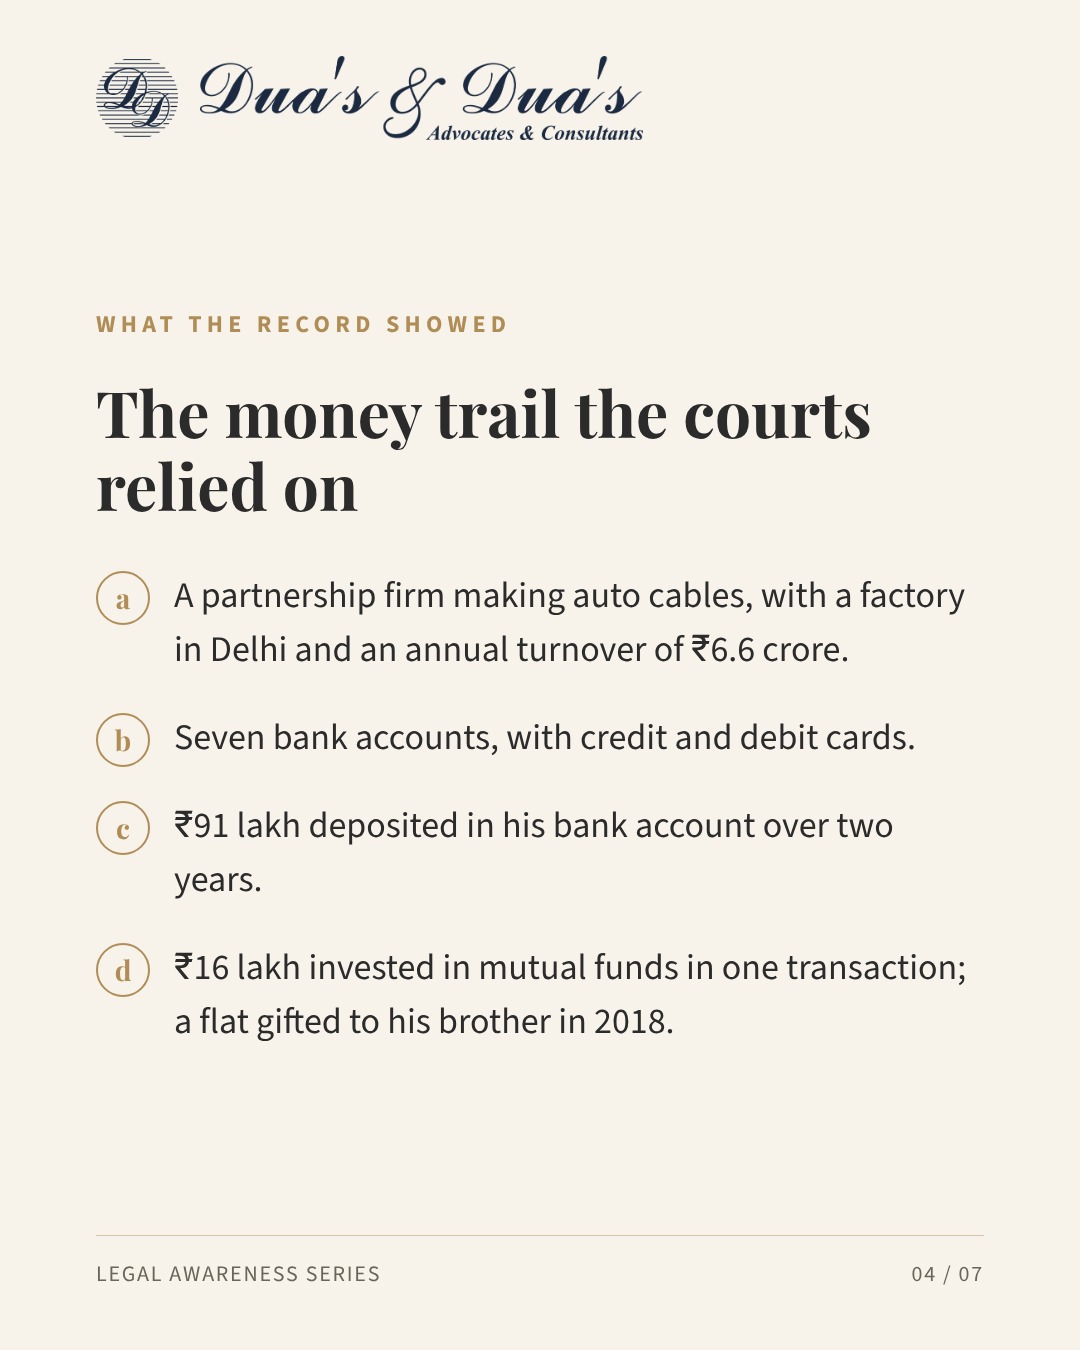 DD Dua's & Dua's
Advocates & Consultants
WHAT THE RECORD SHOWED
The money trail the courts
relied on
a A partnership firm making auto cables, with a factory
in Delhi and an annual turnover of ₹6.6 crore.
b Seven bank accounts, with credit and debit cards.
c ₹91 lakh deposited in his bank account over two
years.
d ₹16 lakh invested in mutual funds in one transaction;
a flat gifted to his brother in 2018.
LEGAL AWARENESS SERIES 04 / 07